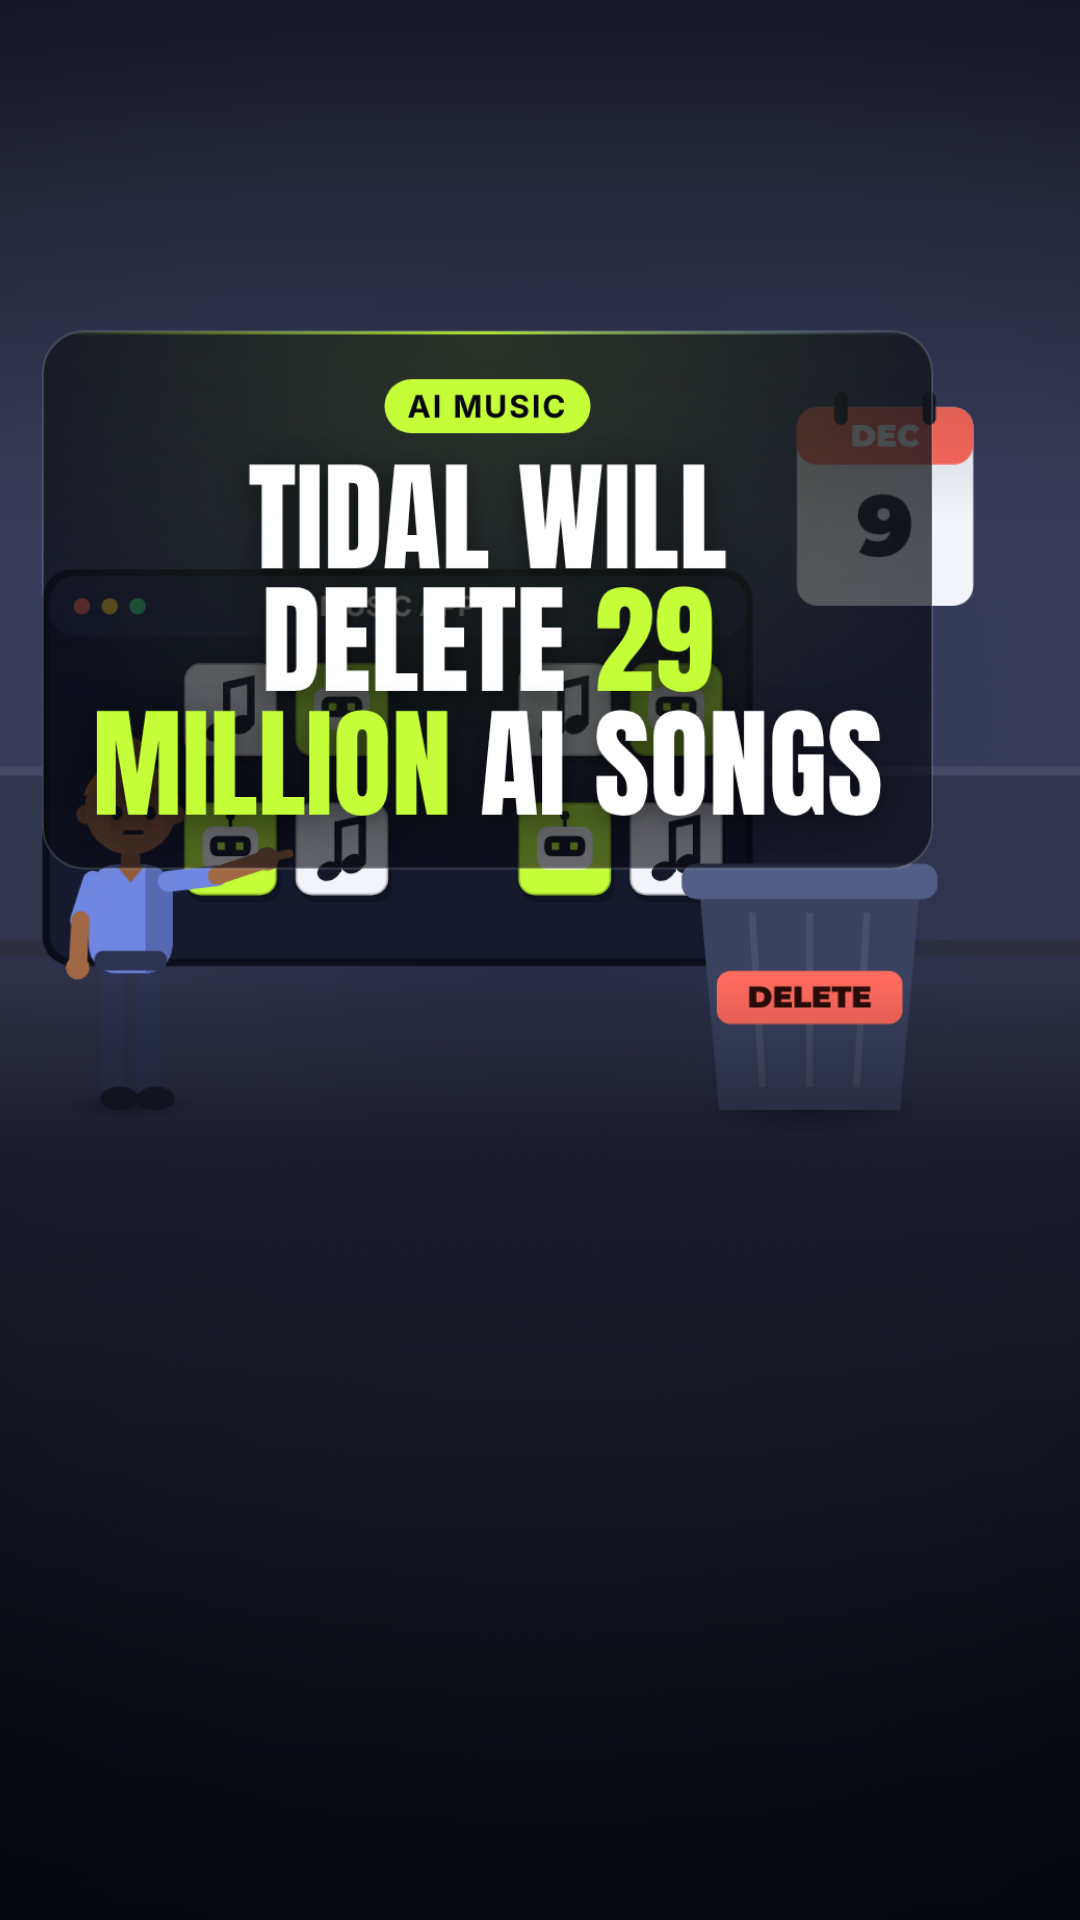 AI MUSIC
DEC
TIDAL WILL
9
DELETE 29
MILLION AI SONGS
DELETE